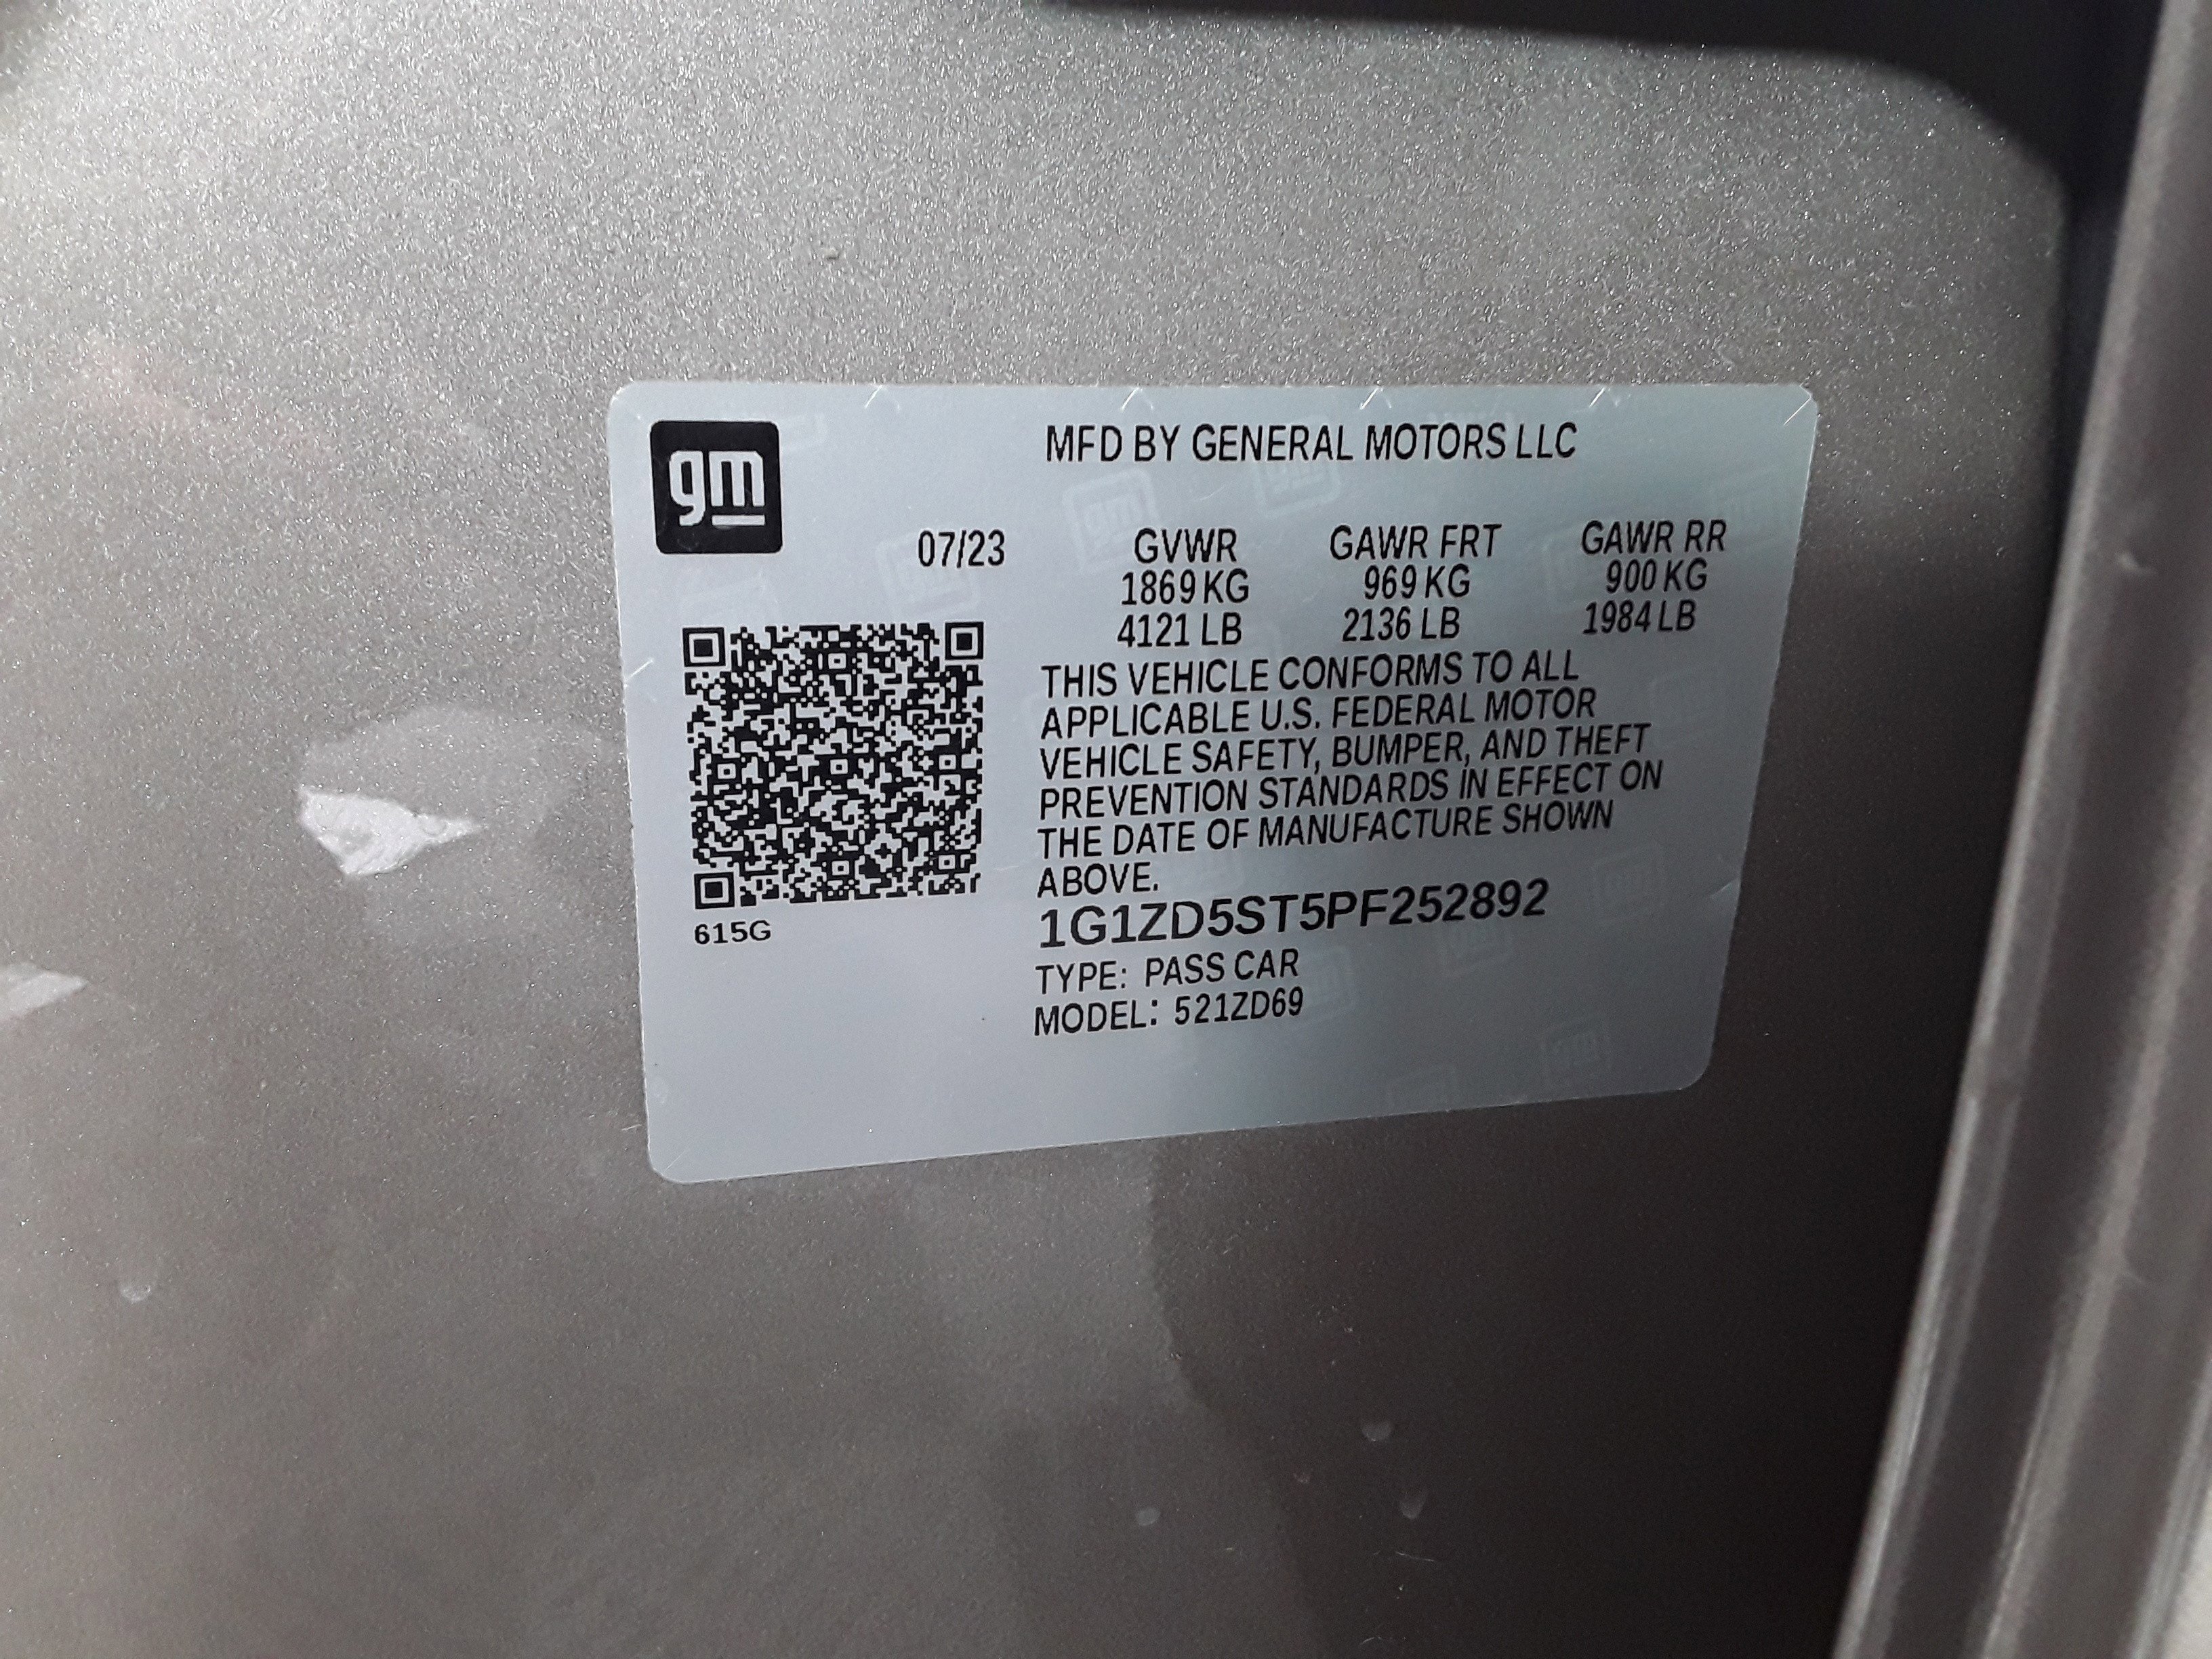 gm
MFD BY GENERAL MOTORS LLC
07/23 GVWR GAWR FRT GAWR RR
1869 KG 969 KG 900 KG
4121 LB 2136 LB 1984 LB
THIS VEHICLE CONFORMS TO ALL
APPLICABLE U.S. FEDERAL MOTOR
VEHICLE SAFETY, BUMPER, AND THEFT
PREVENTION STANDARDS IN EFFECT ON
THE DATE OF MANUFACTURE SHOWN
ABOVE.
615G
1G1ZD5ST5PF252892
TYPE: PASS CAR
MODEL: 521ZD69